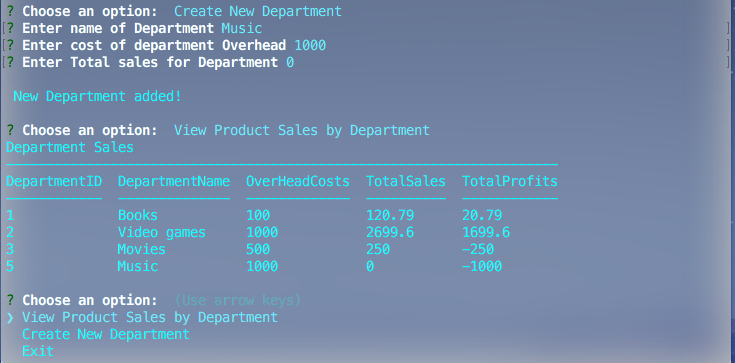 ? Choose an option:  Create New Department
[? Enter name of Department Music ]
[? Enter cost of department Overhead 1000 ]
[? Enter Total sales for Department 0 ]
New Department added!
? Choose an option:  View Product Sales by Department
Department Sales
DepartmentID  DepartmentName  OverHeadCosts  TotalSales  TotalProfits
1  Books  100  120.79  20.79
2  Video games  1000  2699.6  1699.6
3  Movies  500  250  -250
5  Music  1000  0  -1000
? Choose an option:  (Use arrow keys)
❯ View Product Sales by Department
Create New Department
Exit